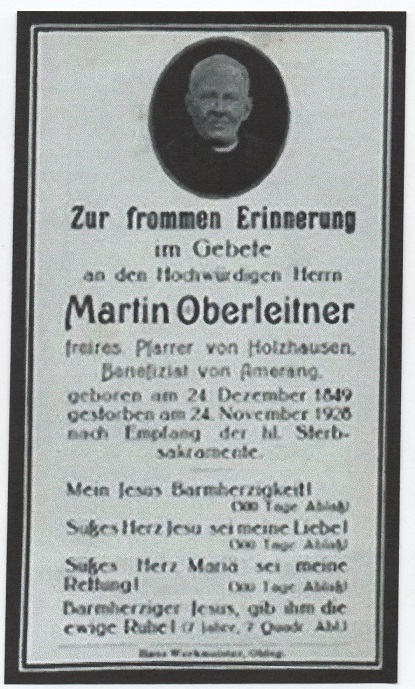 Zur frommen Erinnerung
im Gebete
an den Hochwürdigen Herrn
Martin Oberleitner
freires. Pfarrer von Holzhausen,
Benefiziat von Amerang,
geboren am 24. Dezember 1849
gestorben am 24. November 1928
nach Empfang der hl. Sterb-
sakramente.
Mein Jesus Barmherzigkeit!
(300 Tage Ablaß)
Süßes Herz Jesu sei meine Liebe!
(300 Tage Ablaß)
Süßes Herz Mariä sei meine
Rettung! (300 Tage Ablaß)
Barmherziger Jesus, gib ihm die
ewige Ruhe! (7 Jahre, 7 Quadr. Abl.)